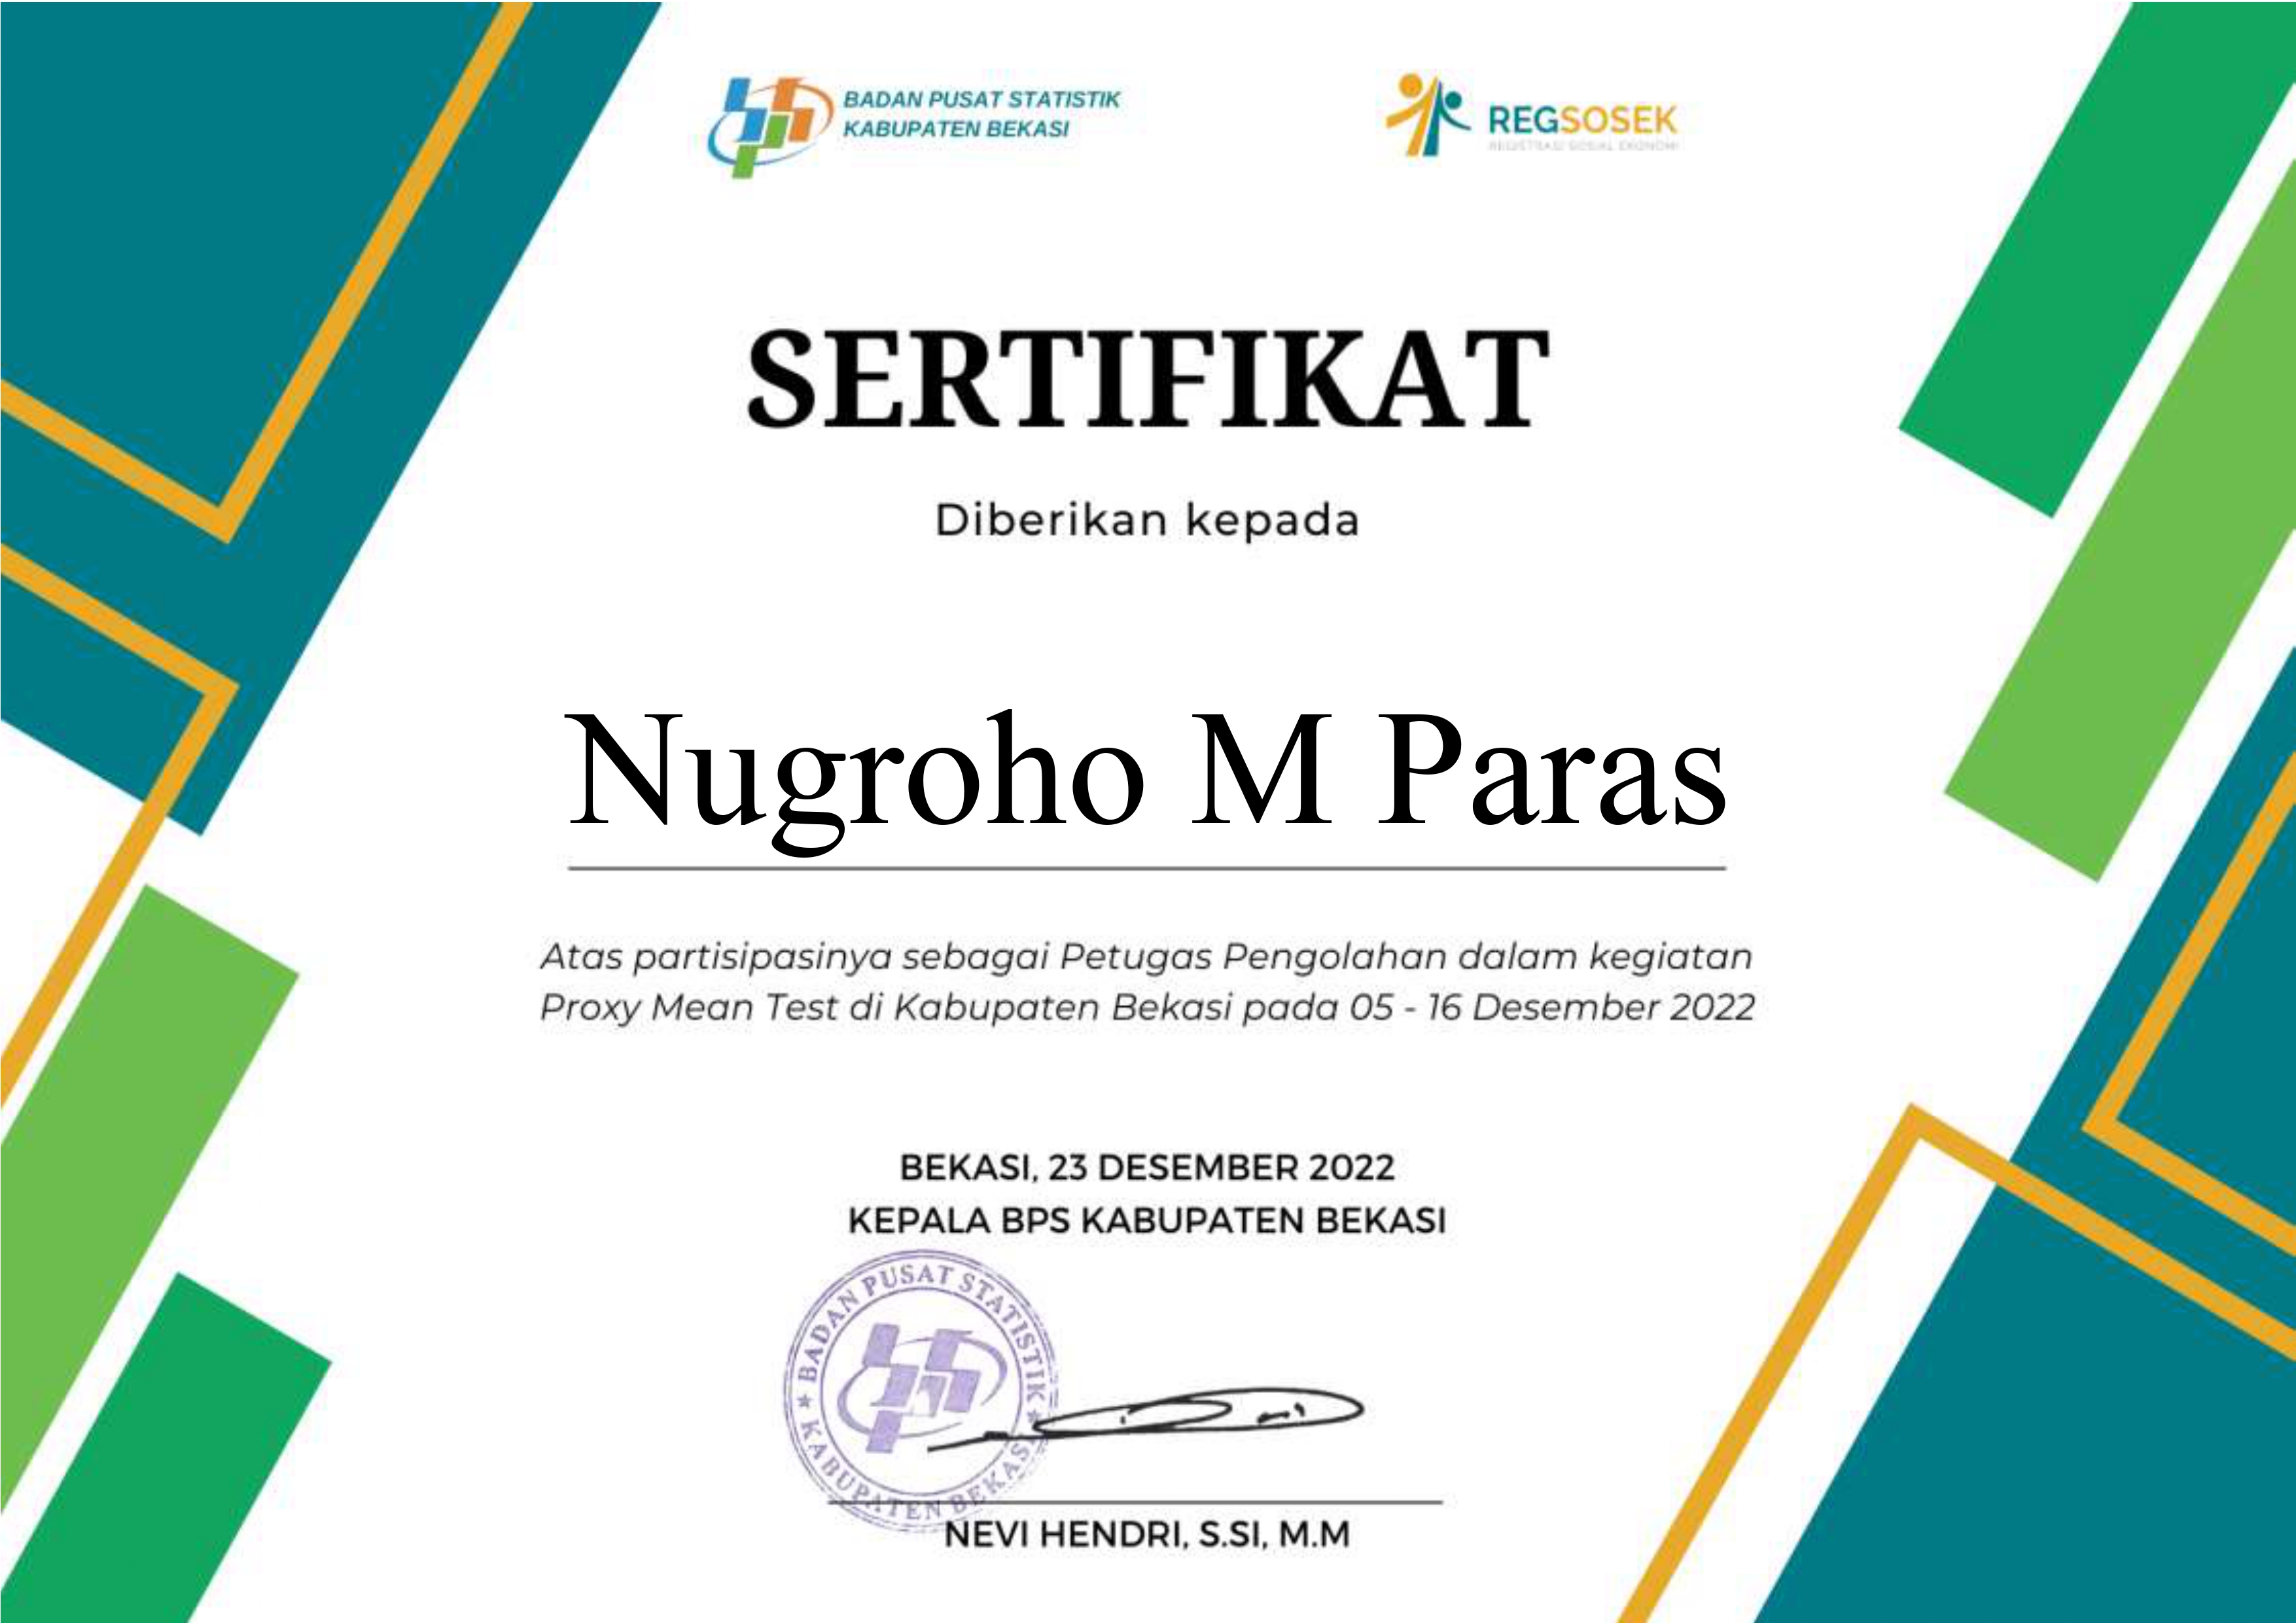 BADAN PUSAT STATISTIK
KABUPATEN BEKASI
REGSOSEK
REGISTRASI SOSIAL EKONOMI
SERTIFIKAT
Diberikan kepada
Nugroho M Paras
Atas partisipasinya sebagai Petugas Pengolahan dalam kegiatan
Proxy Mean Test di Kabupaten Bekasi pada 05 - 16 Desember 2022
BEKASI, 23 DESEMBER 2022
KEPALA BPS KABUPATEN BEKASI
BADAN PUSAT STATISTIK
KABUPATEN BEKASI
NEVI HENDRI, S.SI, M.M